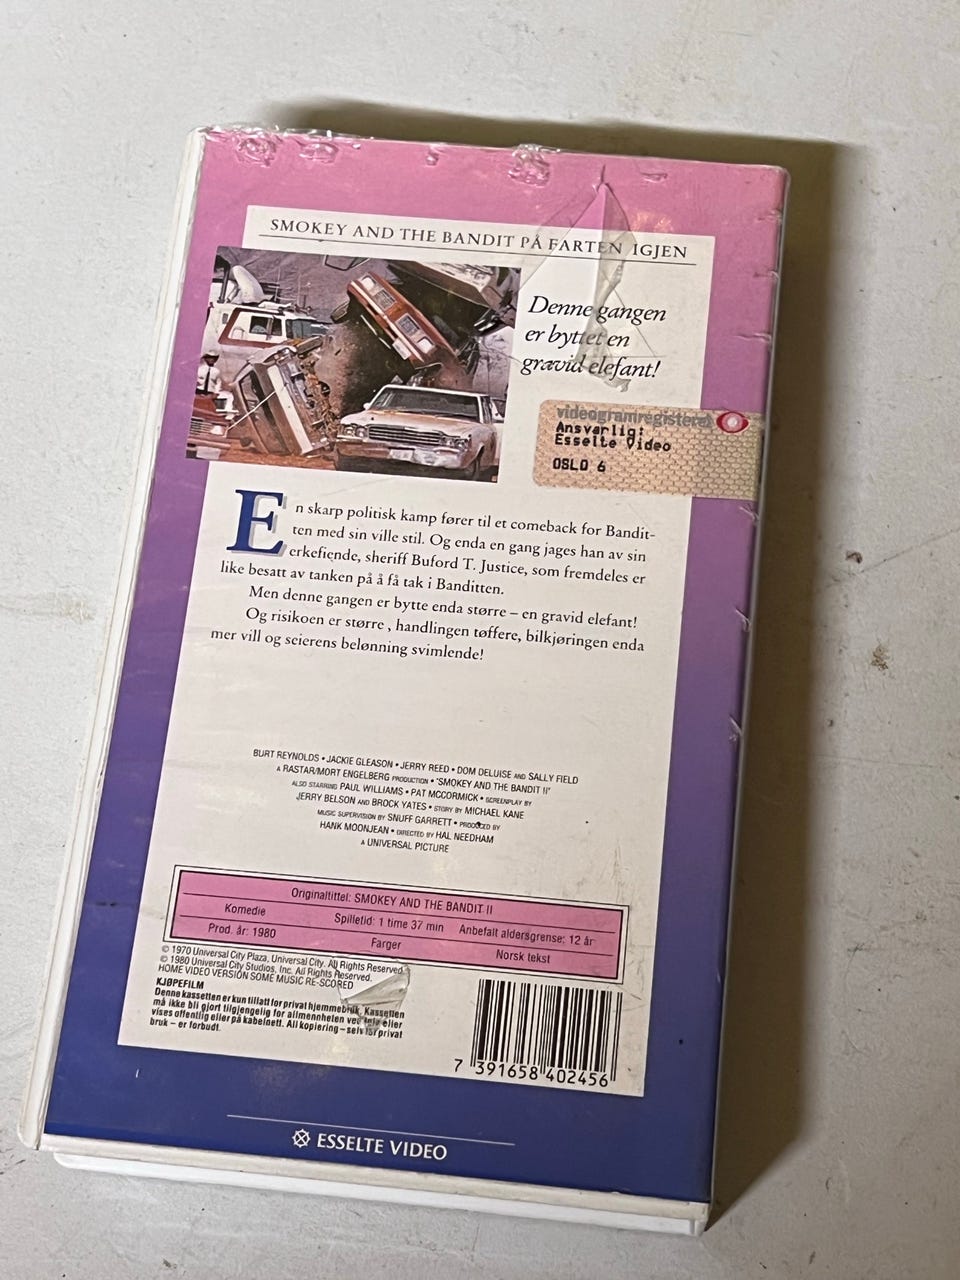 SMOKEY AND THE BANDIT PÅ FARTEN IGJEN
Denne gangen
er byttet en
gravid elefant!
videogramregisteret
Ansvarlig:
Esselte Video
OSLO 6
En skarp politisk kamp fører til et comeback for Bandit-
ten med sin ville stil. Og enda en gang jages han av sin
erkefiende, sheriff Buford T. Justice, som fremdeles er
like besatt av tanken på å få tak i Banditten.
Men denne gangen er bytte enda større – en gravid elefant!
Og risikoen er større , handlingen tøffere, bilkjøringen enda
mer vill og seierens belønning svimlende!
BURT REYNOLDS • JACKIE GLEASON • JERRY REED • DOM DELUISE AND SALLY FIELD
A RASTAR/MORT ENGELBERG PRODUCTION • "SMOKEY AND THE BANDIT II"
ALSO STARRING PAUL WILLIAMS • PAT MCCORMICK • SCREENPLAY BY
JERRY BELSON AND BROCK YATES • STORY BY MICHAEL KANE
MUSIC SUPERVISION BY SNUFF GARRETT • PRODUCED BY
HANK MOONJEAN • DIRECTED BY HAL NEEDHAM
A UNIVERSAL PICTURE
Originaltittel: SMOKEY AND THE BANDIT II
Komedie Spilletid: 1 time 37 min Anbefalt aldersgrense: 12 år
Prod. år: 1980 Farger Norsk tekst
© 1970 Universal City Plaza, Universal City. All Rights Reserved
© 1980 Universal City Studios, Inc. All Rights Reserved.
HOME VIDEO VERSION SOME MUSIC RE-SCORED
KJØPEFILM
Denne kassetten er kun tillatt for privat hjemmebruk. Kassetten
må ikke bli gjort tilgjengelig for allmennheten ved leie eller
vises offentlig eller på kabelnett. All kopiering – selv til privat
bruk – er forbudt.
7 391658 402456
ESSELTE VIDEO